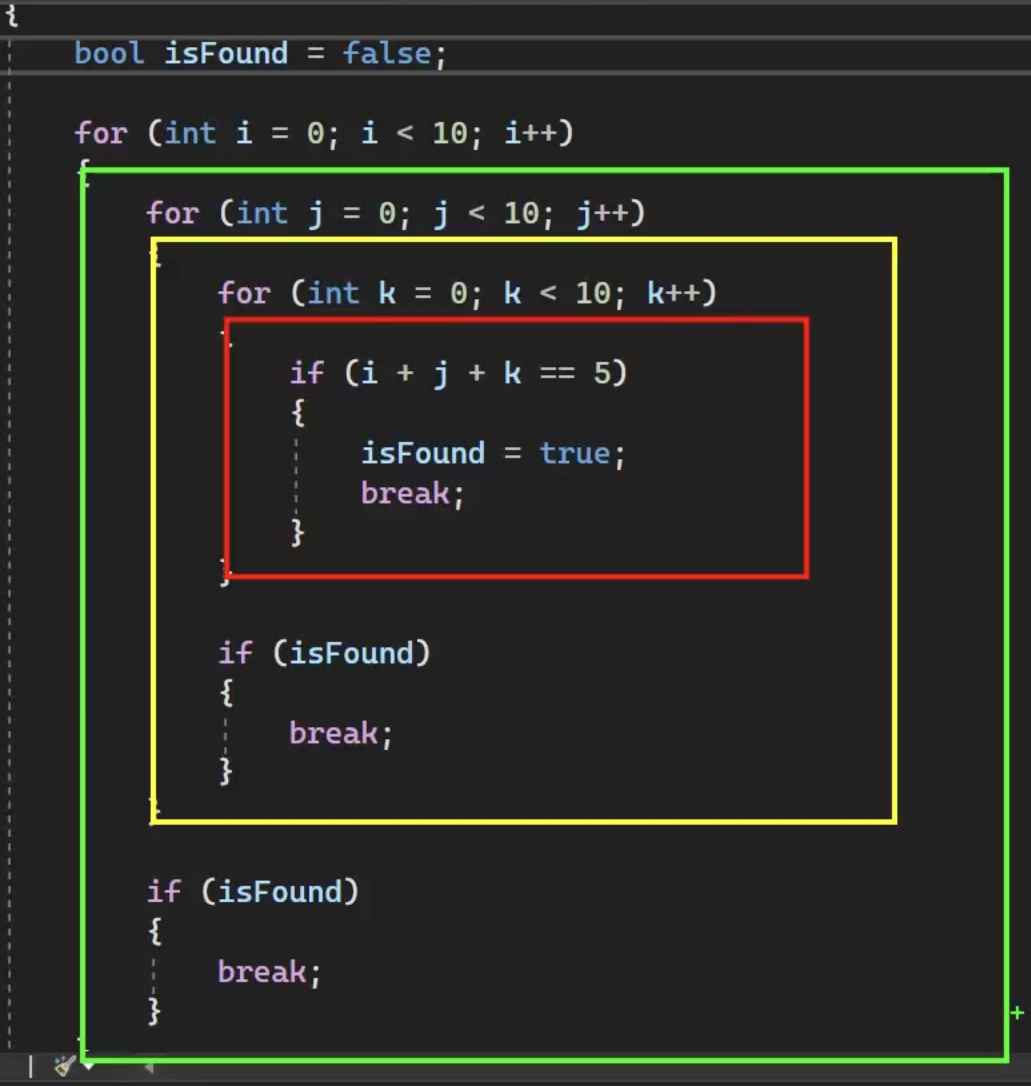 {
bool isFound = false;
for (int i = 0; i < 10; i++)
{
for (int j = 0; j < 10; j++)
{
for (int k = 0; k < 10; k++)
{
if (i + j + k == 5)
{
isFound = true;
break;
}
}
if (isFound)
{
break;
}
}
if (isFound)
{
break;
}
}